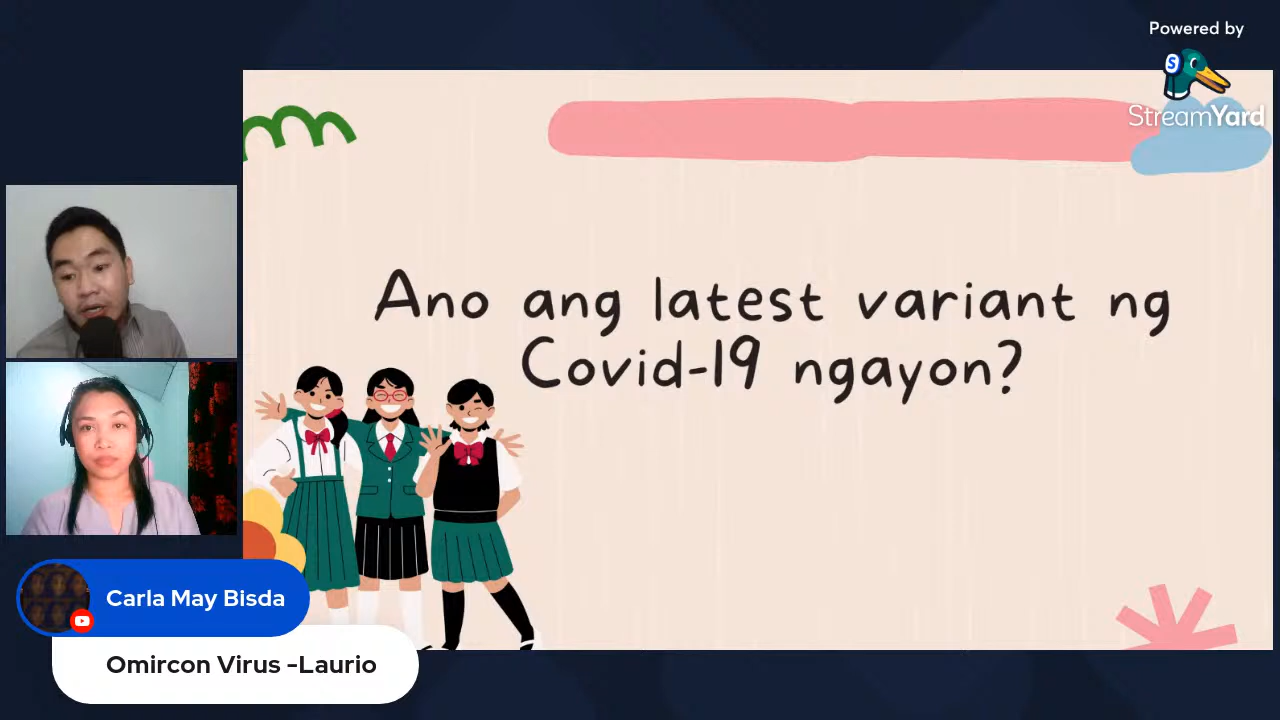 Powered by
StreamYard
Ano ang latest variant ng
Covid-19 ngayon?
Carla May Bisda
Omircon Virus -Laurio